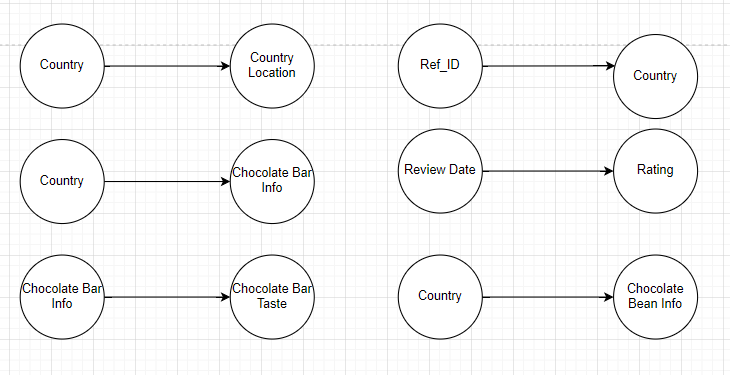 Country
Country
Location
Ref_ID
Country
Country
Chocolate Bar
Info
Review Date
Rating
Chocolate Bar
Info
Chocolate Bar
Taste
Country
Chocolate
Bean Info